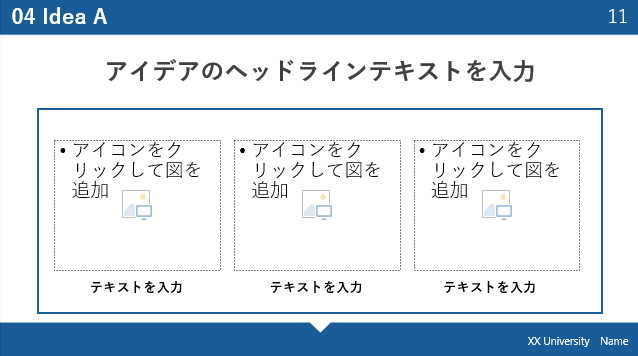 04 Idea A
11
アイデアのヘッドラインテキストを入力
• アイコンをク
リックして図を
追加
• アイコンをク
リックして図を
追加
• アイコンをク
リックして図を
追加
テキストを入力
テキストを入力
テキストを入力
XX University Name